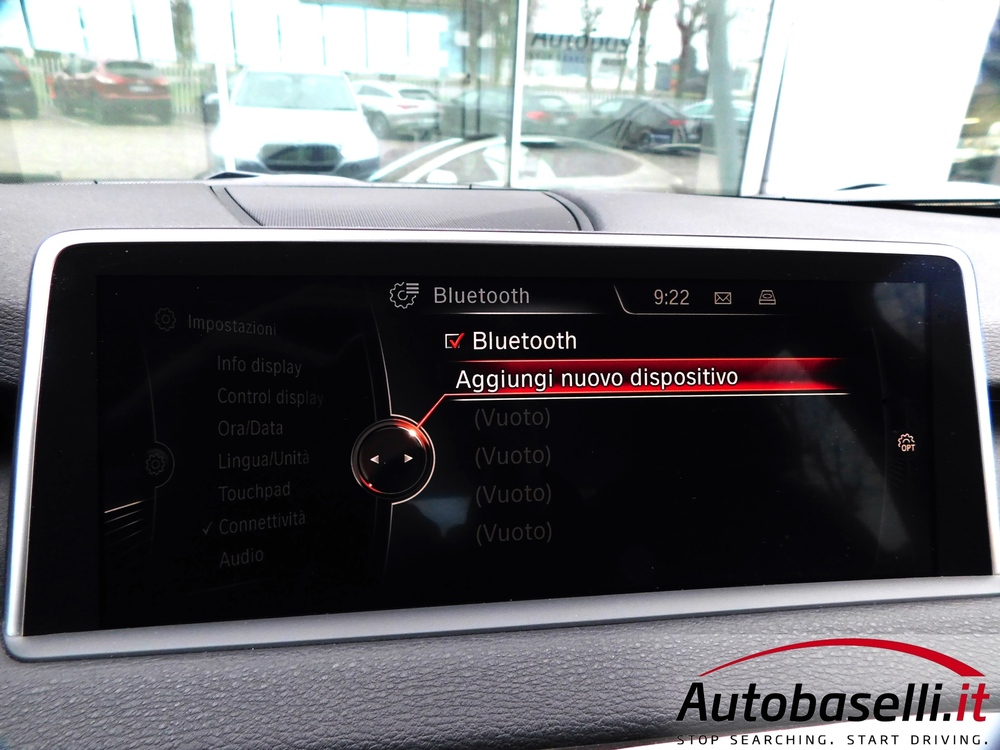 Autobaselli
Bluetooth
9:22
Impostazioni
Bluetooth
Aggiungi nuovo dispositivo
(Vuoto)
(Vuoto)
(Vuoto)
(Vuoto)
Info display
Control display
Ora/Data
Lingua/Unità
Touchpad
✓ Connettività
Audio
OPT
Autobaselli.it
STOP SEARCHING. START DRIVING.